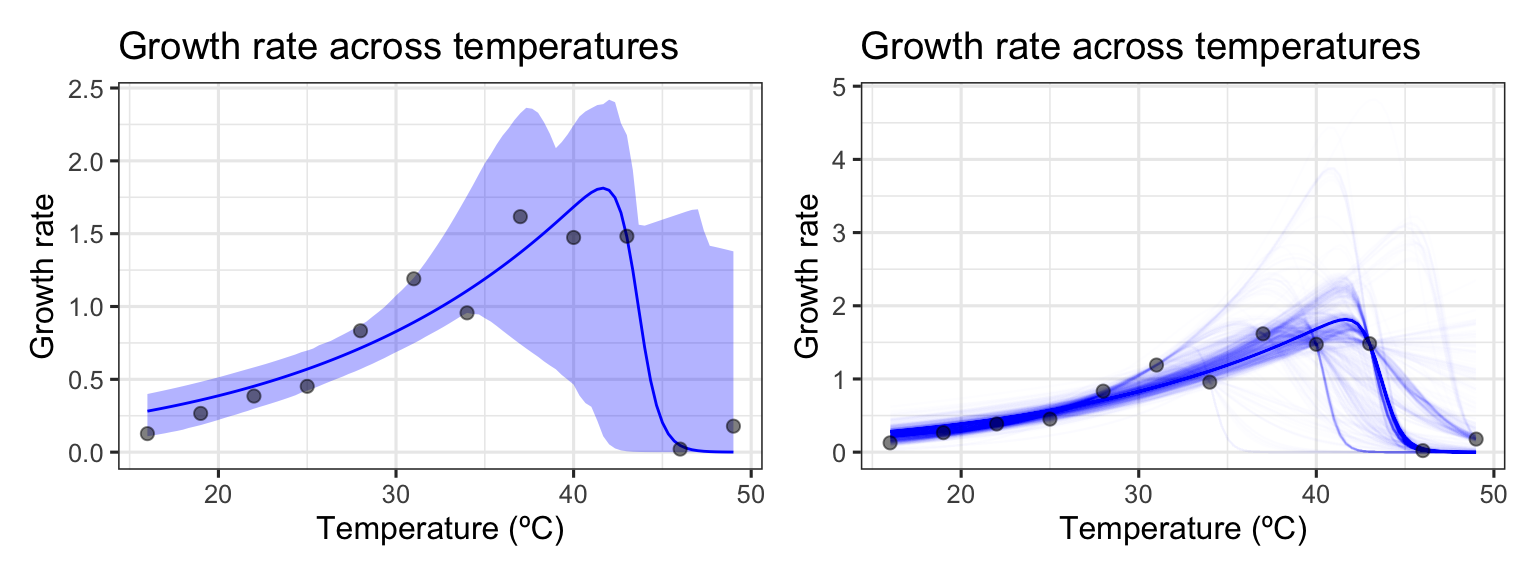 Growth rate across temperatures
2.5
2.0
1.5
1.0
0.5
0.0
Growth rate
20 30 40 50
Temperature (ºC)
Growth rate across temperatures
5
4
3
2
1
0
Growth rate
20 30 40 50
Temperature (ºC)